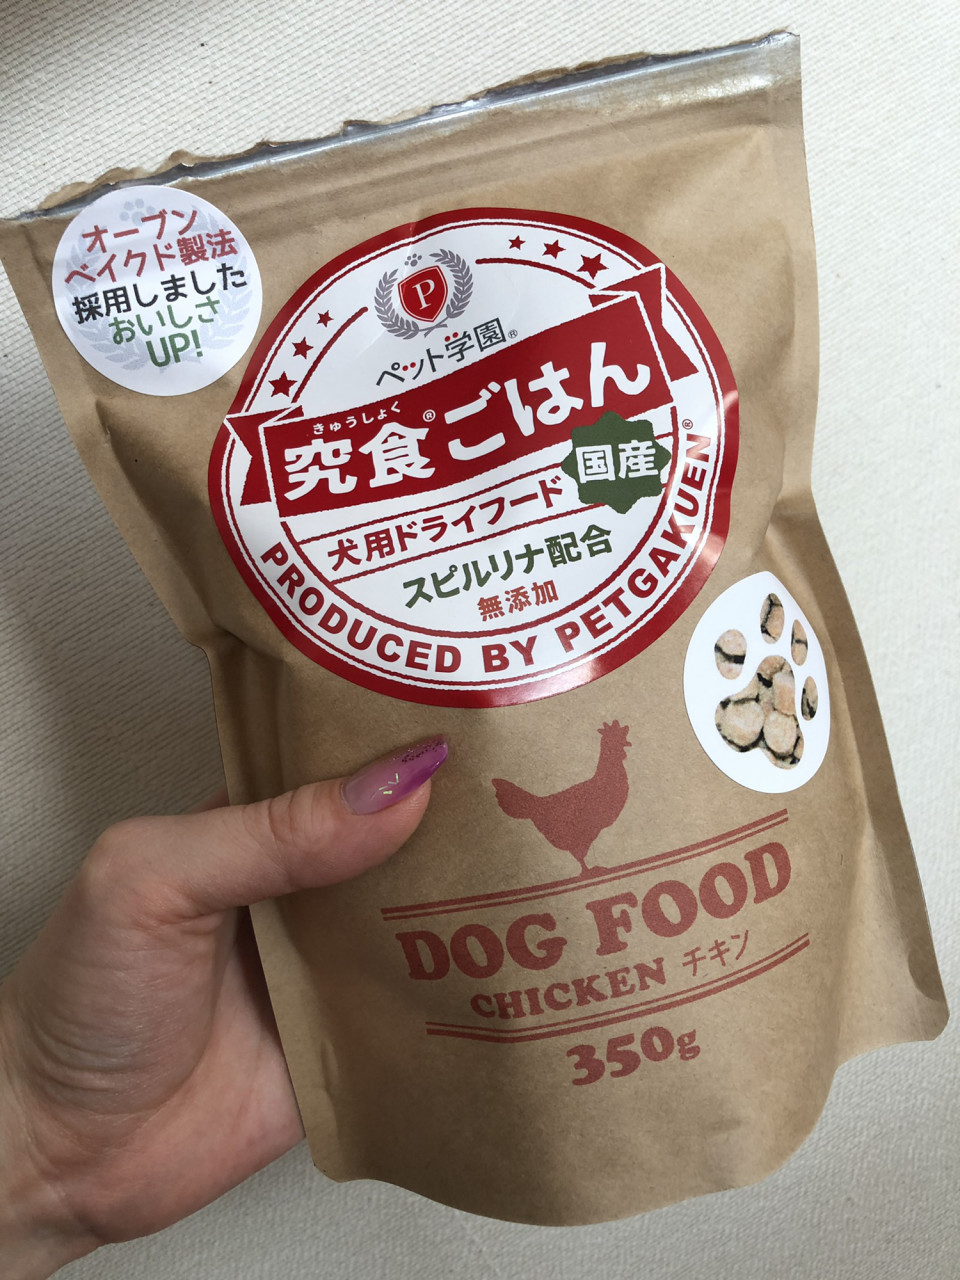 オーブン
ベイクド製法
採用しました
おいしさ
UP!
P
ペット学園®
きゅうしょく
究食®ごはん
国産
犬用ドライフード
スピルリナ配合
無添加
PRODUCED BY PETGAKUEN®
DOG FOOD
CHICKEN チキン
350g